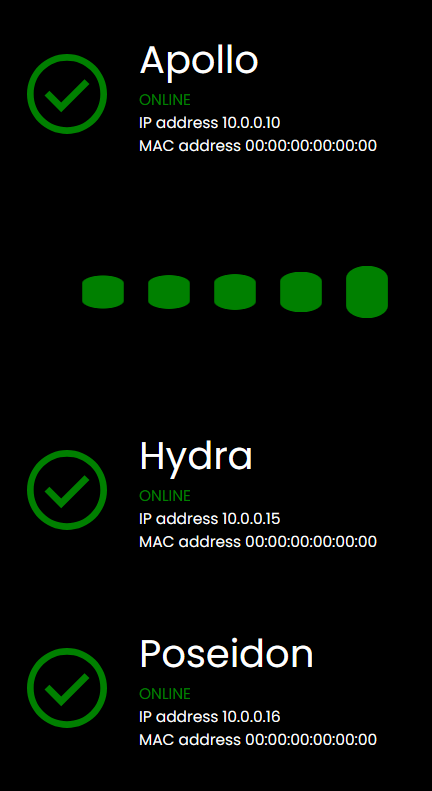 Apollo
ONLINE
IP address 10.0.0.10
MAC address 00:00:00:00:00:00
Hydra
ONLINE
IP address 10.0.0.15
MAC address 00:00:00:00:00:00
Poseidon
ONLINE
IP address 10.0.0.16
MAC address 00:00:00:00:00:00